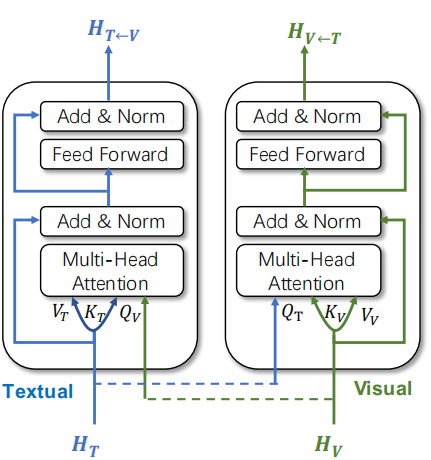 H_{T←V}
H_{V←T}
Add & Norm
Feed Forward
Add & Norm
Multi-Head
Attention
V_T K_T Q_V
Add & Norm
Feed Forward
Add & Norm
Multi-Head
Attention
Q_T K_V V_V
Textual
Visual
H_T
H_V